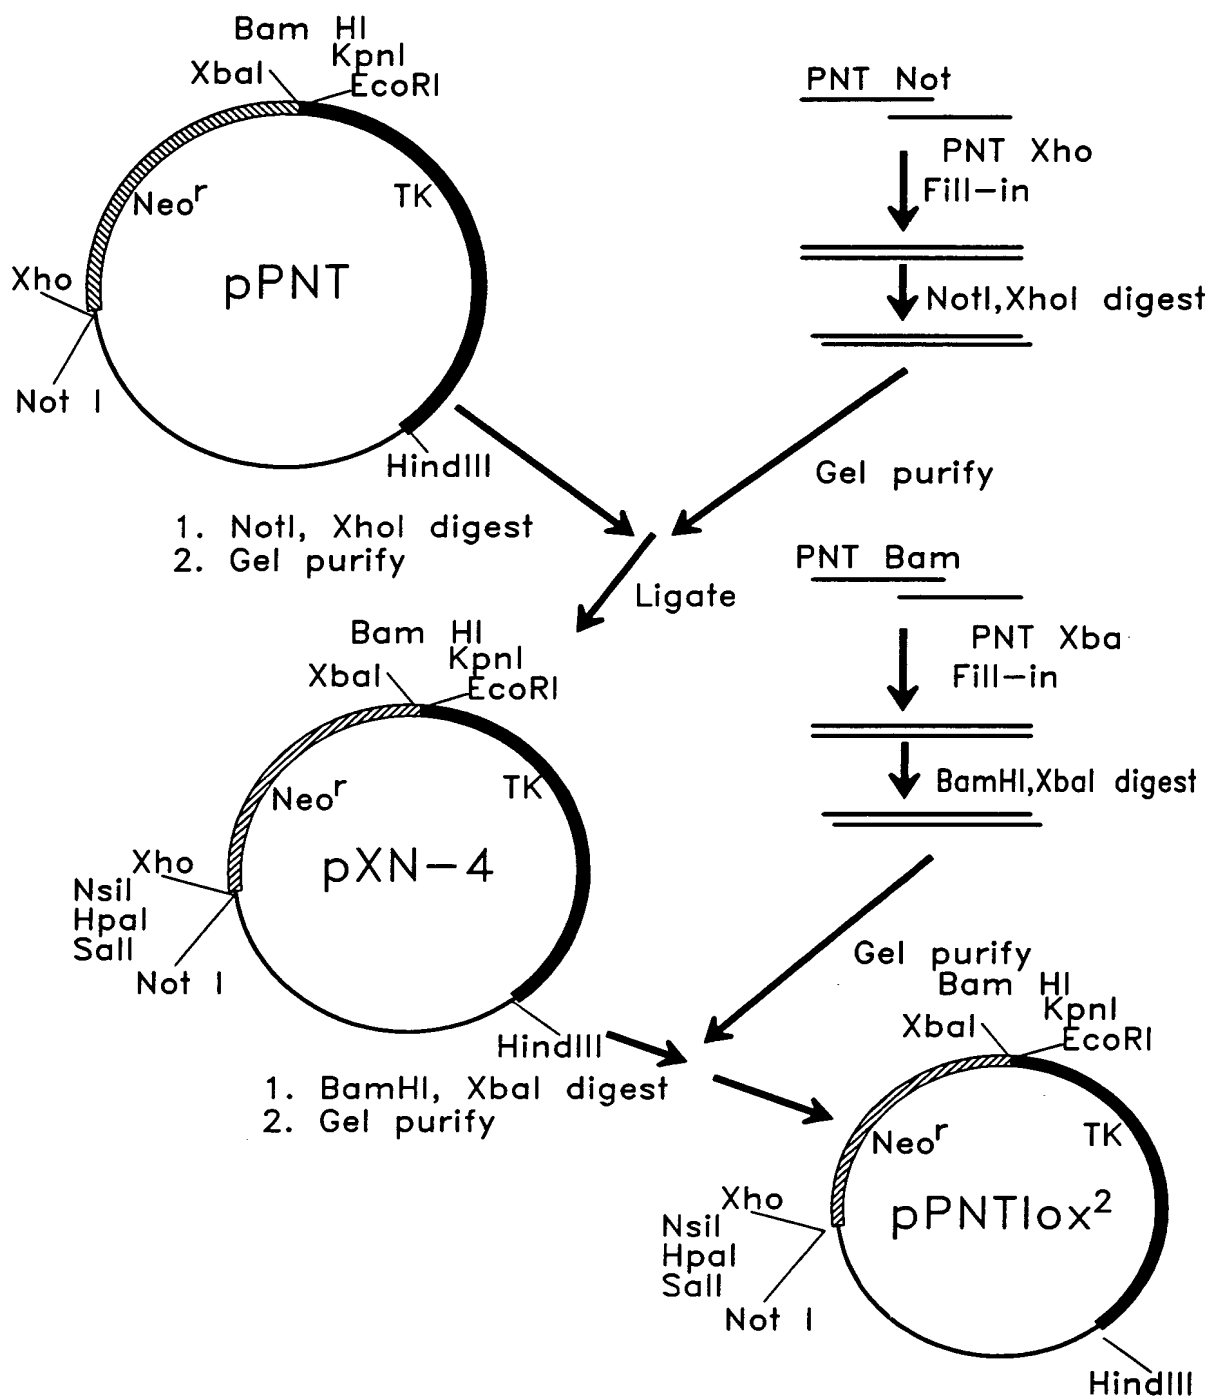 Bam HI
KpnI
XbaI
EcoRI
Neo^r
TK
pPNT
Xho
Not I
HindIII
1. NotI, XhoI digest
2. Gel purify
PNT Not
PNT Xho
Fill-in
NotI,XhoI digest
Gel purify
Ligate
PNT Bam
PNT Xba
Fill-in
BamHI,XbaI digest
Gel purify
Bam HI
KpnI
XbaI
EcoRI
Neo^r
TK
pXN-4
Xho
NsiI
HpaI
SalI
Not I
HindIII
1. BamHI, XbaI digest
2. Gel purify
Bam HI
KpnI
XbaI
EcoRI
Neo^r
TK
pPNTlox²
Xho
NsiI
HpaI
SalI
Not I
HindIII